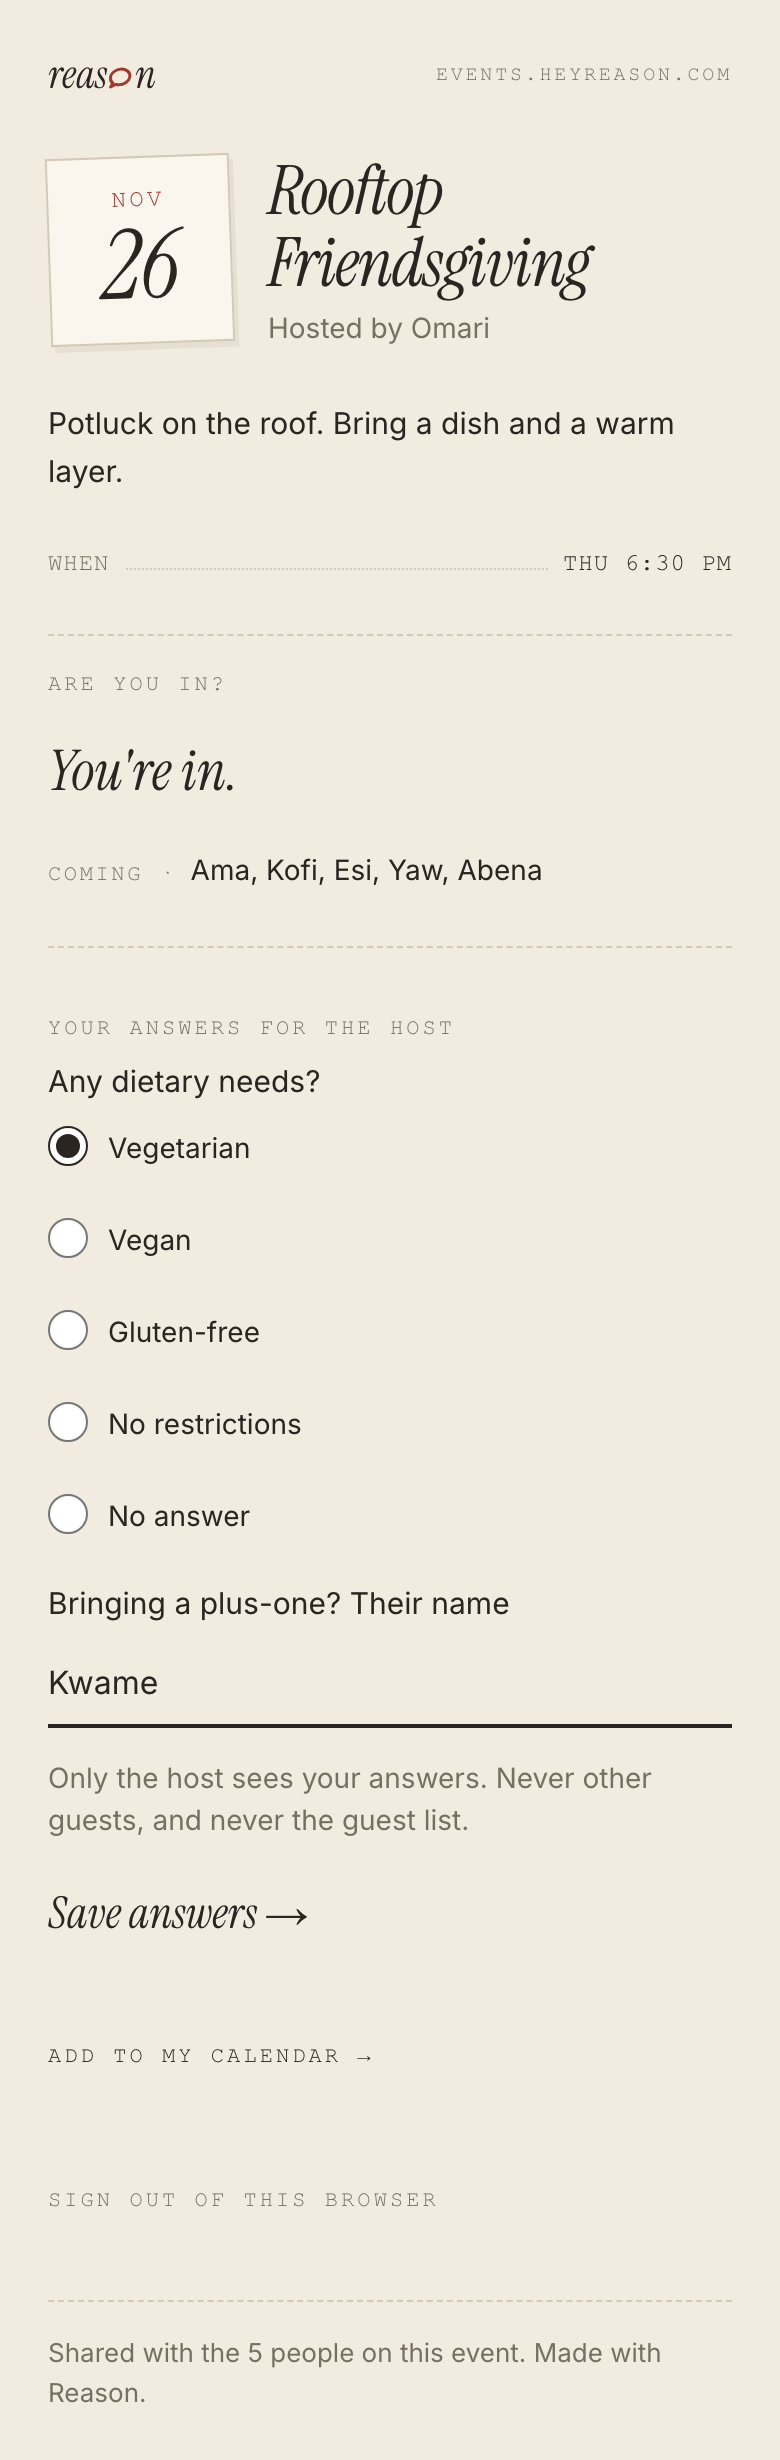 reason
EVENTS.HEYREASON.COM
NOV
26
Rooftop
Friendsgiving
Hosted by Omari
Potluck on the roof. Bring a dish and a warm
layer.
WHEN THU 6:30 PM
ARE YOU IN?
You're in.
COMING · Ama, Kofi, Esi, Yaw, Abena
YOUR ANSWERS FOR THE HOST
Any dietary needs?
Vegetarian
Vegan
Gluten-free
No restrictions
No answer
Bringing a plus-one? Their name
Kwame
Only the host sees your answers. Never other
guests, and never the guest list.
Save answers →
ADD TO MY CALENDAR →
SIGN OUT OF THIS BROWSER
Shared with the 5 people on this event. Made with
Reason.